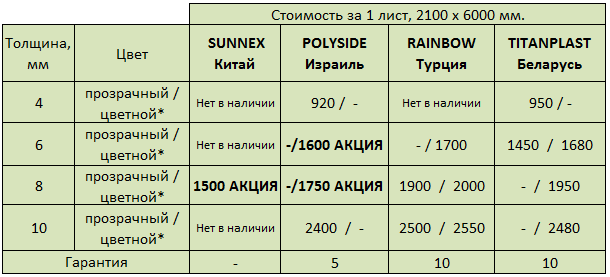 Стоимость за 1 лист, 2100 х 6000 мм.
Толщина, мм Цвет SUNNEX Китай POLYSIDE Израиль RAINBOW Турция TITANPLAST Беларусь
4 прозрачный / цветной* Нет в наличии 920 / - Нет в наличии 950 / -
6 прозрачный / цветной* Нет в наличии -/1600 АКЦИЯ - / 1700 1450 / 1680
8 прозрачный / цветной* 1500 АКЦИЯ -/1750 АКЦИЯ 1900 / 2000 - / 1950
10 прозрачный / цветной* Нет в наличии 2400 / - 2500 / 2550 - / 2480
Гарантия - 5 10 10